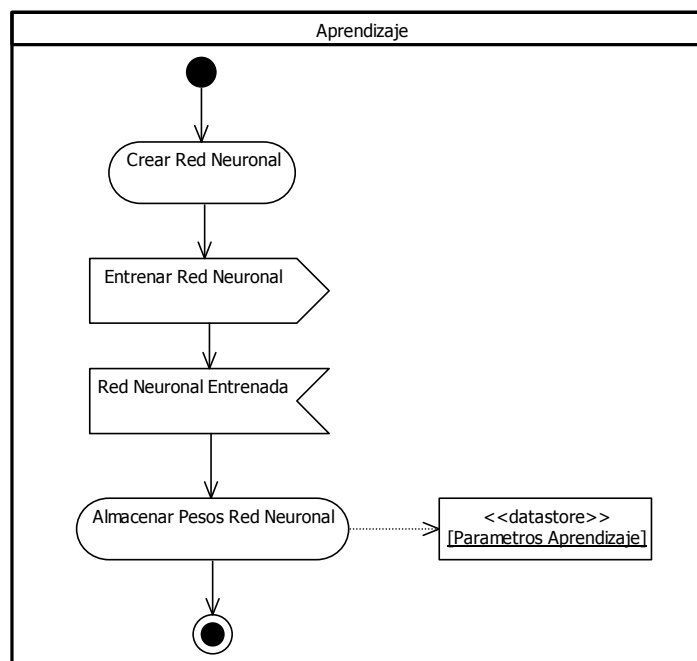 Aprendizaje
Crear Red Neuronal
Entrenar Red Neuronal
Red Neuronal Entrenada
Almacenar Pesos Red Neuronal
<<datastore>>
[Parametros Aprendizaje]